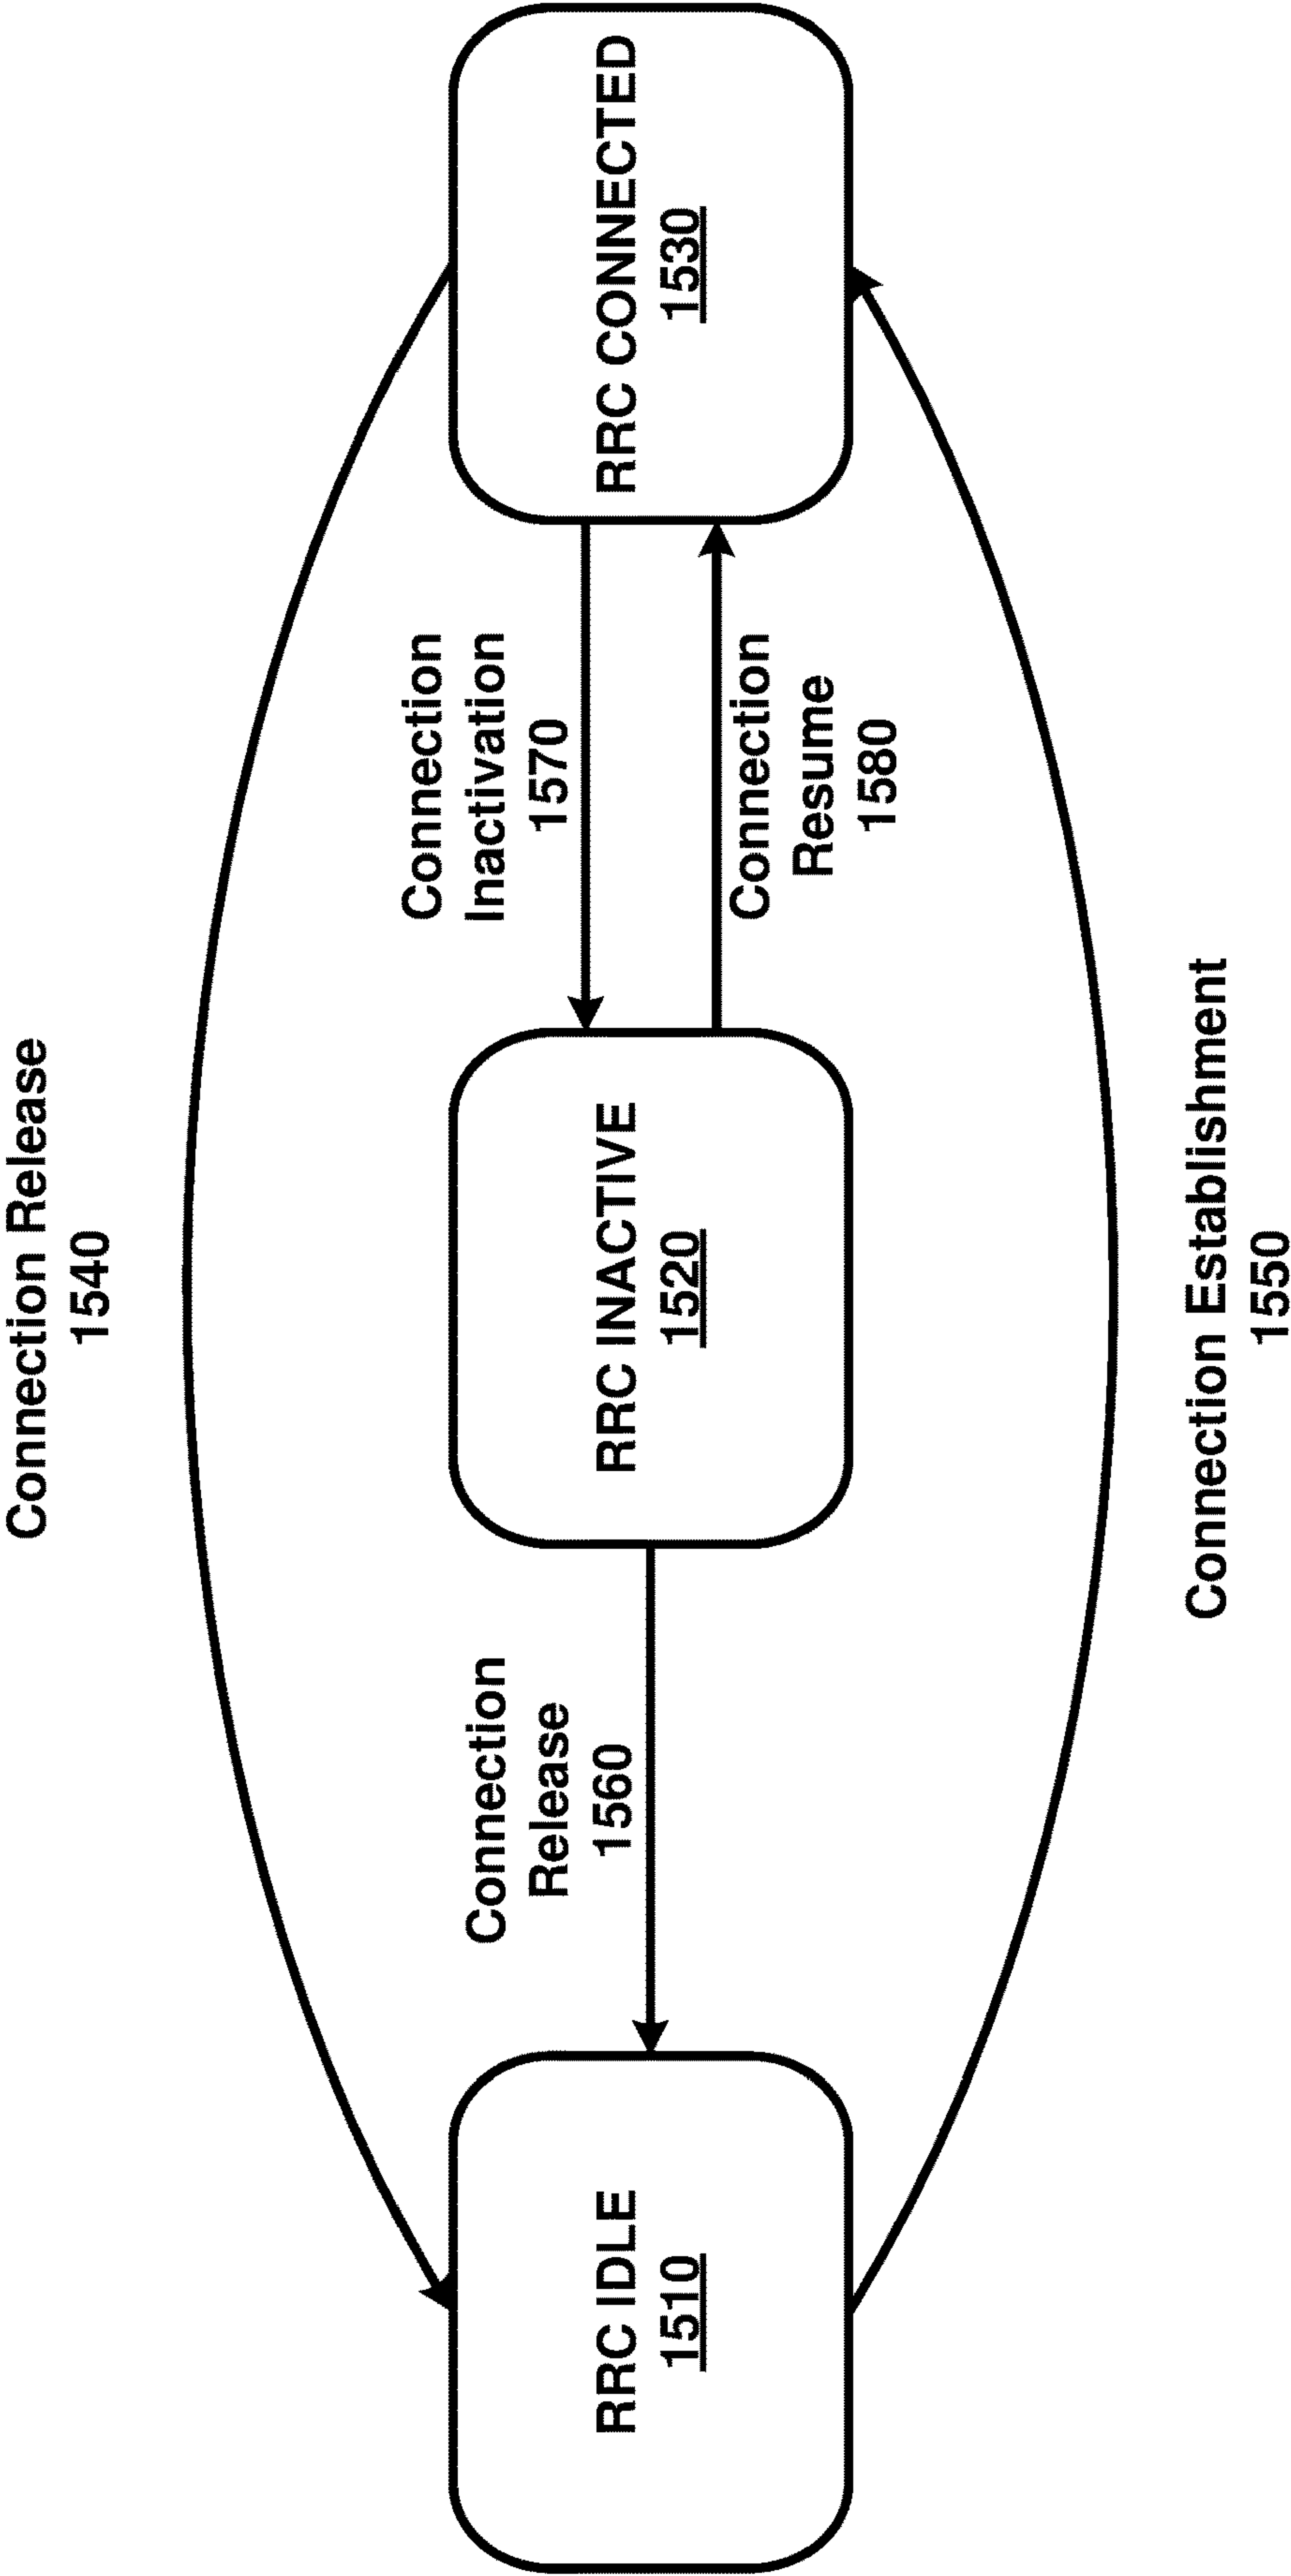 Connection Release
1540
RRC IDLE
1510
Connection
Release
1560
RRC INACTIVE
1520
Connection
Inactivation
1570
Connection
Resume
1580
RRC CONNECTED
1530
Connection Establishment
1550